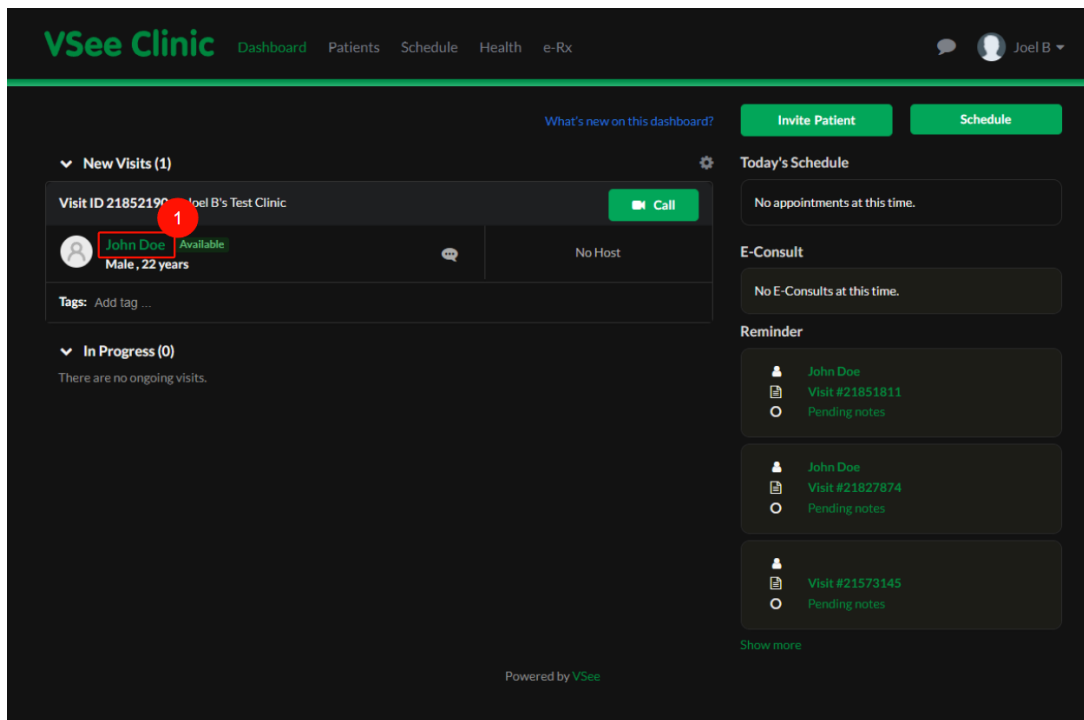 VSee Clinic Dashboard Patients Schedule Health e-Rx Joel B
What's new on this dashboard?
Invite Patient
Schedule
New Visits (1)
Visit ID 21852190 Joel B's Test Clinic
Call
1
John Doe Available
Male, 22 years
No Host
Tags: Add tag ...
In Progress (0)
There are no ongoing visits.
Today's Schedule
No appointments at this time.
E-Consult
No E-Consults at this time.
Reminder
John Doe
Visit #21851811
Pending notes
John Doe
Visit #21827874
Pending notes
Visit #21573145
Pending notes
Show more
Powered by VSee